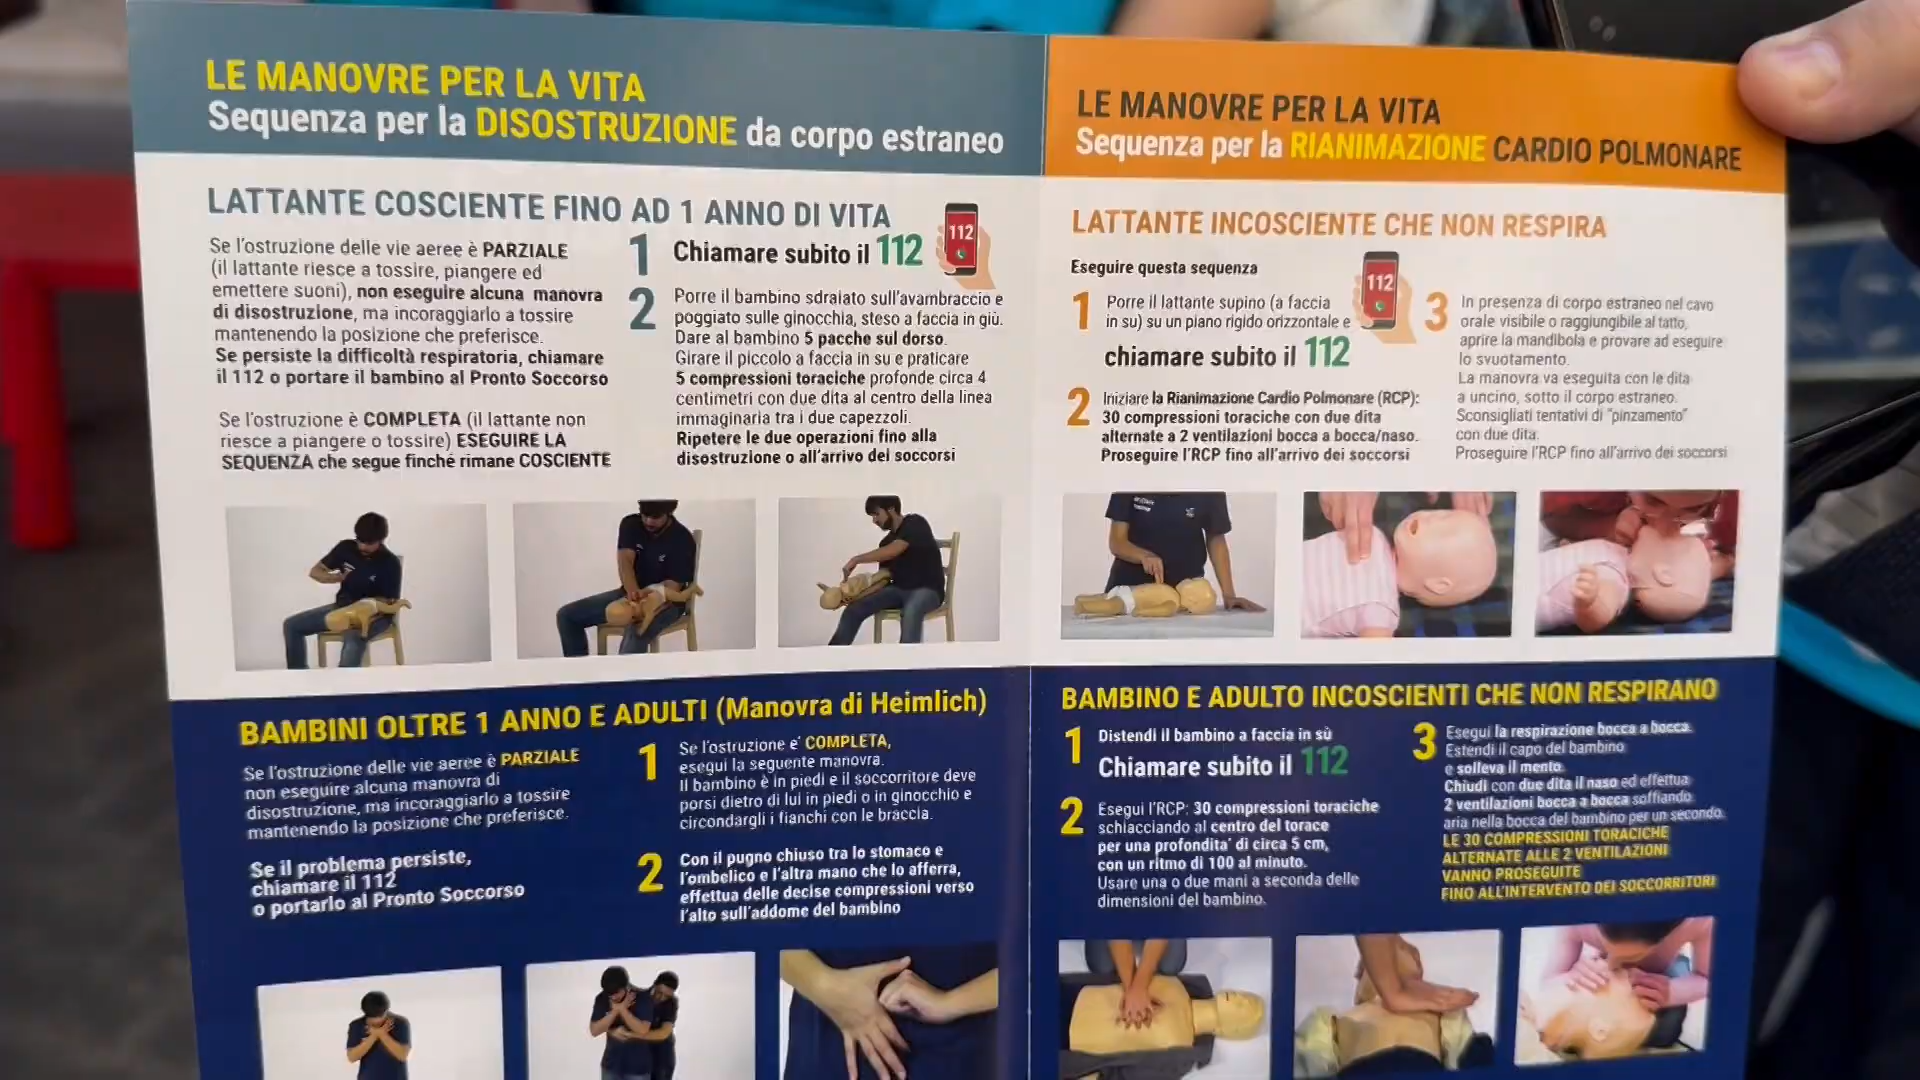 LE MANOVRE PER LA VITA
Sequenza per la DISOSTRUZIONE da corpo estraneo
LATTANTE COSCIENTE FINO AD 1 ANNO DI VITA
Se l'ostruzione delle vie aeree è PARZIALE
(il lattante riesce a tossire, piangere ed
emettere suoni), non eseguire alcuna manovra
di disostruzione, ma incoraggiarlo a tossire
mantenendo la posizione che preferisce.
Se persiste la difficoltà respiratoria, chiamare
il 112 o portare il bambino al Pronto Soccorso
Se l'ostruzione è COMPLETA (il lattante non
riesce a piangere o tossire) ESEGUIRE LA
SEQUENZA che segue finché rimane COSCIENTE
1 Chiamare subito il 112
112
2 Porre il bambino sdraiato sull'avambraccio e
poggiato sulle ginocchia, steso a faccia in giù.
Dare al bambino 5 pacche sul dorso.
Girare il piccolo a faccia in su e praticare
5 compressioni toraciche profonde circa 4
centimetri con due dita al centro della linea
immaginaria tra i due capezzoli.
Ripetere le due operazioni fino alla
disostruzione o all'arrivo dei soccorsi
LE MANOVRE PER LA VITA
Sequenza per la RIANIMAZIONE CARDIO POLMONARE
LATTANTE INCOSCIENTE CHE NON RESPIRA
Eseguire questa sequenza
1 Porre il lattante supino (a faccia
in su) su un piano rigido orizzontale e
chiamare subito il 112
112
2 Iniziare la Rianimazione Cardio Polmonare (RCP):
30 compressioni toraciche con due dita
alternate a 2 ventilazioni bocca a bocca/naso.
Proseguire l'RCP fino all'arrivo dei soccorsi
3 In presenza di corpo estraneo nel cavo
orale visibile o raggiungibile al tatto,
aprire la mandibola e provare ad eseguire
lo svuotamento.
La manovra va eseguita con le dita
a uncino, sotto il corpo estraneo.
Sconsigliati tentativi di "pinzamento"
con due dita.
Proseguire l'RCP fino all'arrivo dei soccorsi
BAMBINI OLTRE 1 ANNO E ADULTI (Manovra di Heimlich)
Se l'ostruzione delle vie aeree è PARZIALE
non eseguire alcuna manovra di
disostruzione, ma incoraggiarlo a tossire
mantenendo la posizione che preferisce.
Se il problema persiste,
chiamare il 112
o portarlo al Pronto Soccorso
1 Se l'ostruzione e' COMPLETA,
esegui la seguente manovra.
Il bambino è in piedi e il soccorritore deve
porsi dietro di lui in piedi o in ginocchio e
circondargli i fianchi con le braccia.
2 Con il pugno chiuso tra lo stomaco e
l'ombelico e l'altra mano che lo afferra,
effettua delle decise compressioni verso
l'alto sull'addome del bambino
BAMBINO E ADULTO INCOSCIENTI CHE NON RESPIRANO
1 Distendi il bambino a faccia in sù
Chiamare subito il 112
2 Esegui l'RCP: 30 compressioni toraciche
schiacciando al centro del torace
per una profondita' di circa 5 cm,
con un ritmo di 100 al minuto.
Usare una o due mani a seconda delle
dimensioni del bambino.
3 Esegui la respirazione bocca a bocca.
Estendi il capo del bambino
e solleva il mento.
Chiudi con due dita il naso ed effettua
2 ventilazioni bocca a bocca soffiando
aria nella bocca del bambino per un secondo.
LE 30 COMPRESSIONI TORACICHE
ALTERNATE ALLE 2 VENTILAZIONI
VANNO PROSEGUITE
FINO ALL'INTERVENTO DEI SOCCORRITORI